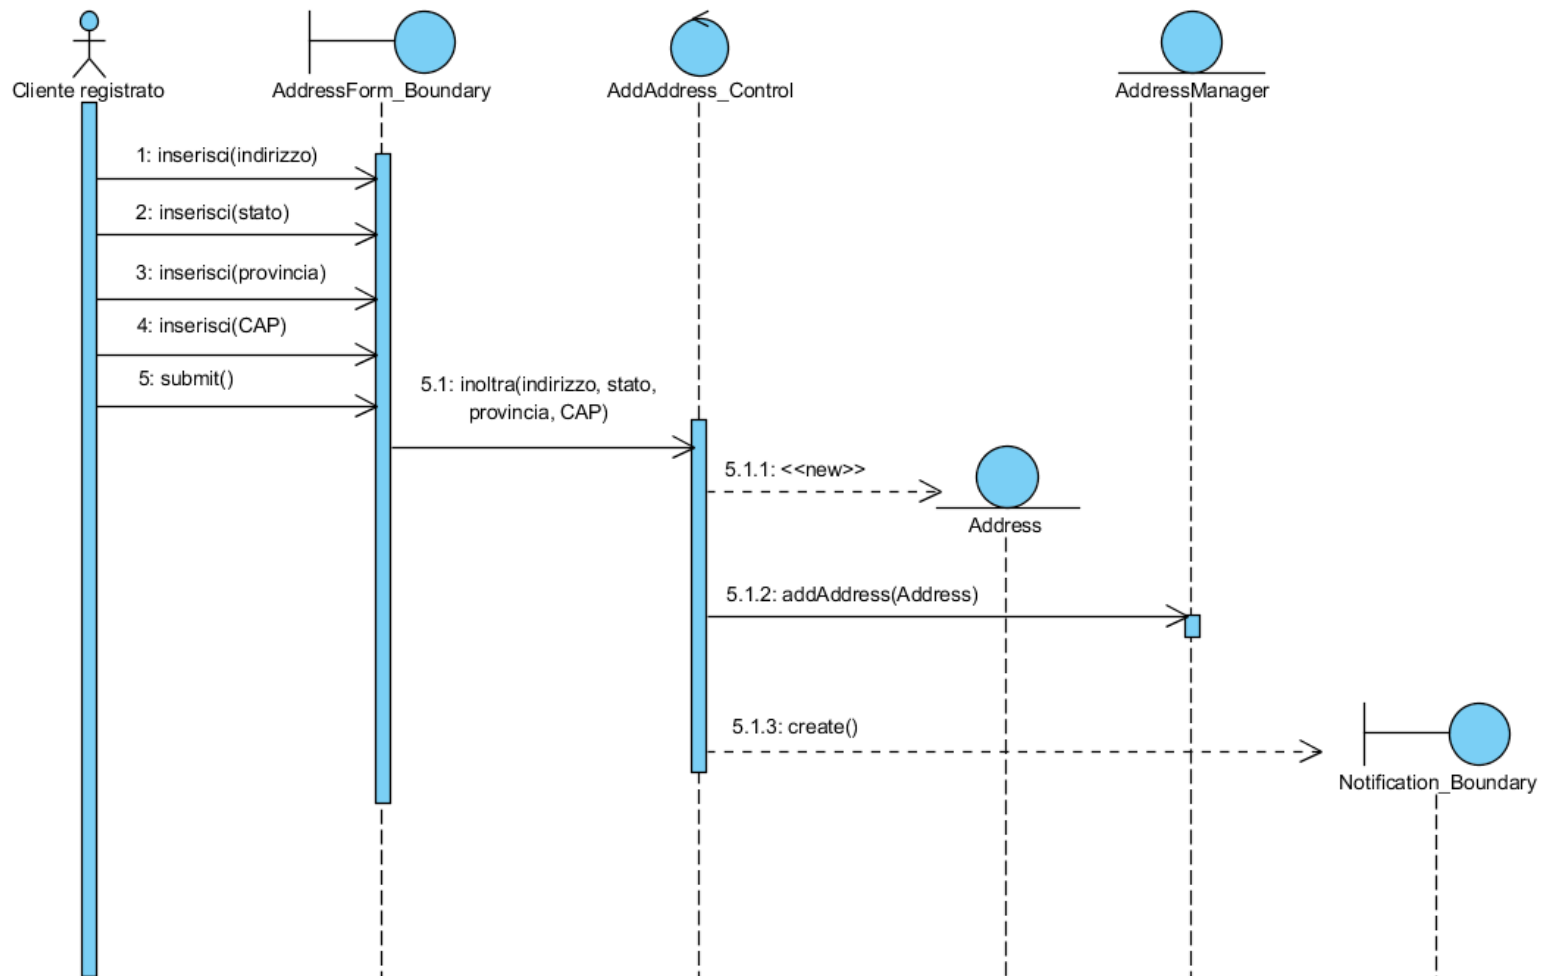 Cliente registrato
AddressForm_Boundary
AddAddress_Control
AddressManager
1: inserisci(indirizzo)
2: inserisci(stato)
3: inserisci(provincia)
4: inserisci(CAP)
5: submit()
5.1: inoltra(indirizzo, stato,
provincia, CAP)
5.1.1: <<new>>
Address
5.1.2: addAddress(Address)
5.1.3: create()
Notification_Boundary